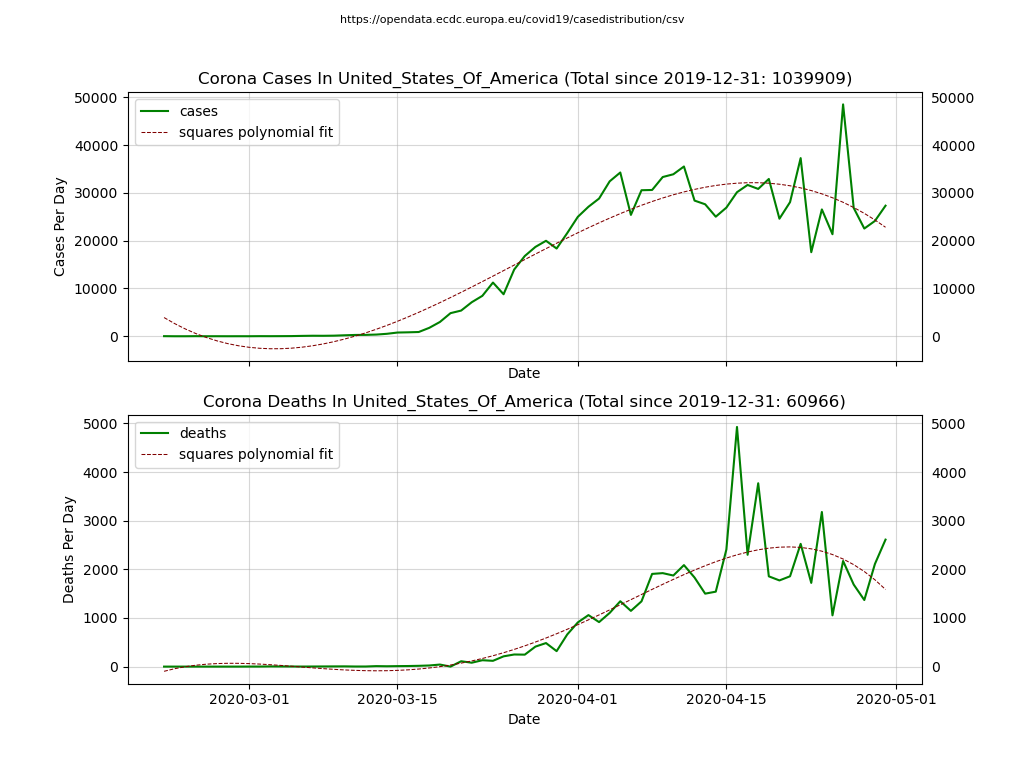 https://opendata.ecdc.europa.eu/covid19/casedistribution/csv
Corona Cases In United_States_Of_America (Total since 2019-12-31: 1039909)
cases
squares polynomial fit
Cases Per Day
50000
40000
30000
20000
10000
0
50000
40000
30000
20000
10000
0
Date
Corona Deaths In United_States_Of_America (Total since 2019-12-31: 60966)
deaths
squares polynomial fit
Deaths Per Day
5000
4000
3000
2000
1000
0
5000
4000
3000
2000
1000
0
2020-03-01
2020-03-15
2020-04-01
2020-04-15
2020-05-01
Date